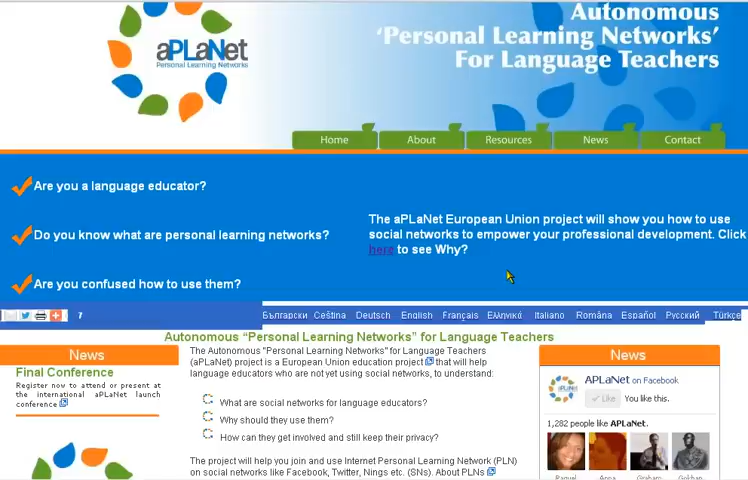 aPLaNet
Personal Learning Networks
Autonomous
'Personal Learning Networks'
For Language Teachers
Home
About
Resources
News
Contact
Are you a language educator?
Do you know what are personal learning networks?
Are you confused how to use them?
The aPLaNet European Union project will show you how to use
social networks to empower your professional development. Click
here to see Why?
7
Български Ceština Deutsch English Français Ελληνικά Italiano Româna Español Русский Türkçe
Autonomous "Personal Learning Networks" for Language Teachers
News
Final Conference
Register now to attend or present at
the international aPLaNet launch
conference
The Autonomous "Personal Learning Networks" for Language Teachers
(aPLaNet) project is a European Union education project that will help
language educators who are not yet using social networks, to understand:
What are social networks for language educators?
Why should they use them?
How can they get involved and still keep their privacy?
The project will help you join and use Internet Personal Learning Network (PLN)
on social networks like Facebook, Twitter, Nings etc. (SNs). About PLNs
News
APLaNet on Facebook
Like You like this.
1,282 people like APLaNet.
Raquel Anna Graham Gokhan